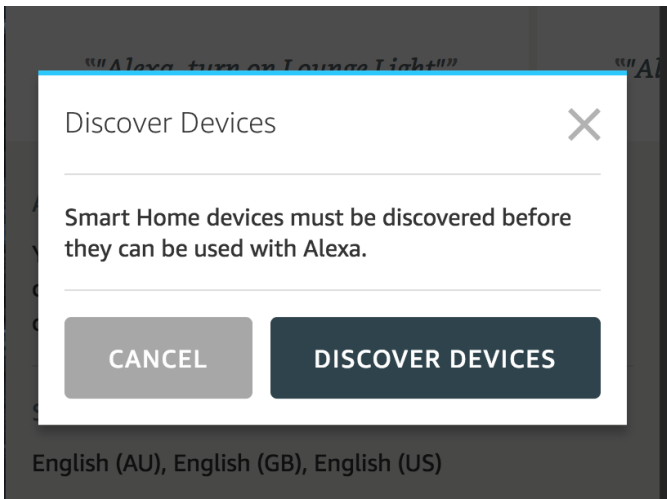 ""Alexa, turn on Lounge Light""
""Al
Discover Devices
Smart Home devices must be discovered before
they can be used with Alexa.
CANCEL
DISCOVER DEVICES
English (AU), English (GB), English (US)